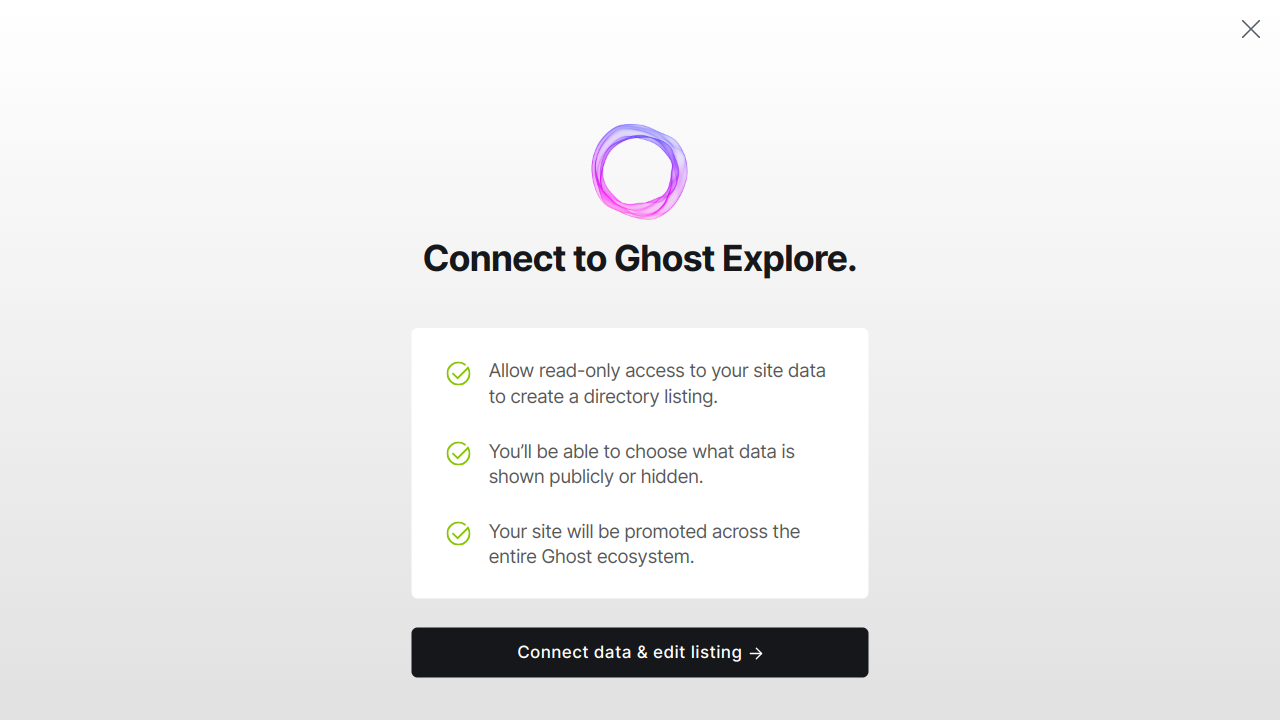 Connect to Ghost Explore.
Allow read-only access to your site data
to create a directory listing.
You’ll be able to choose what data is
shown publicly or hidden.
Your site will be promoted across the
entire Ghost ecosystem.
Connect data & edit listing →